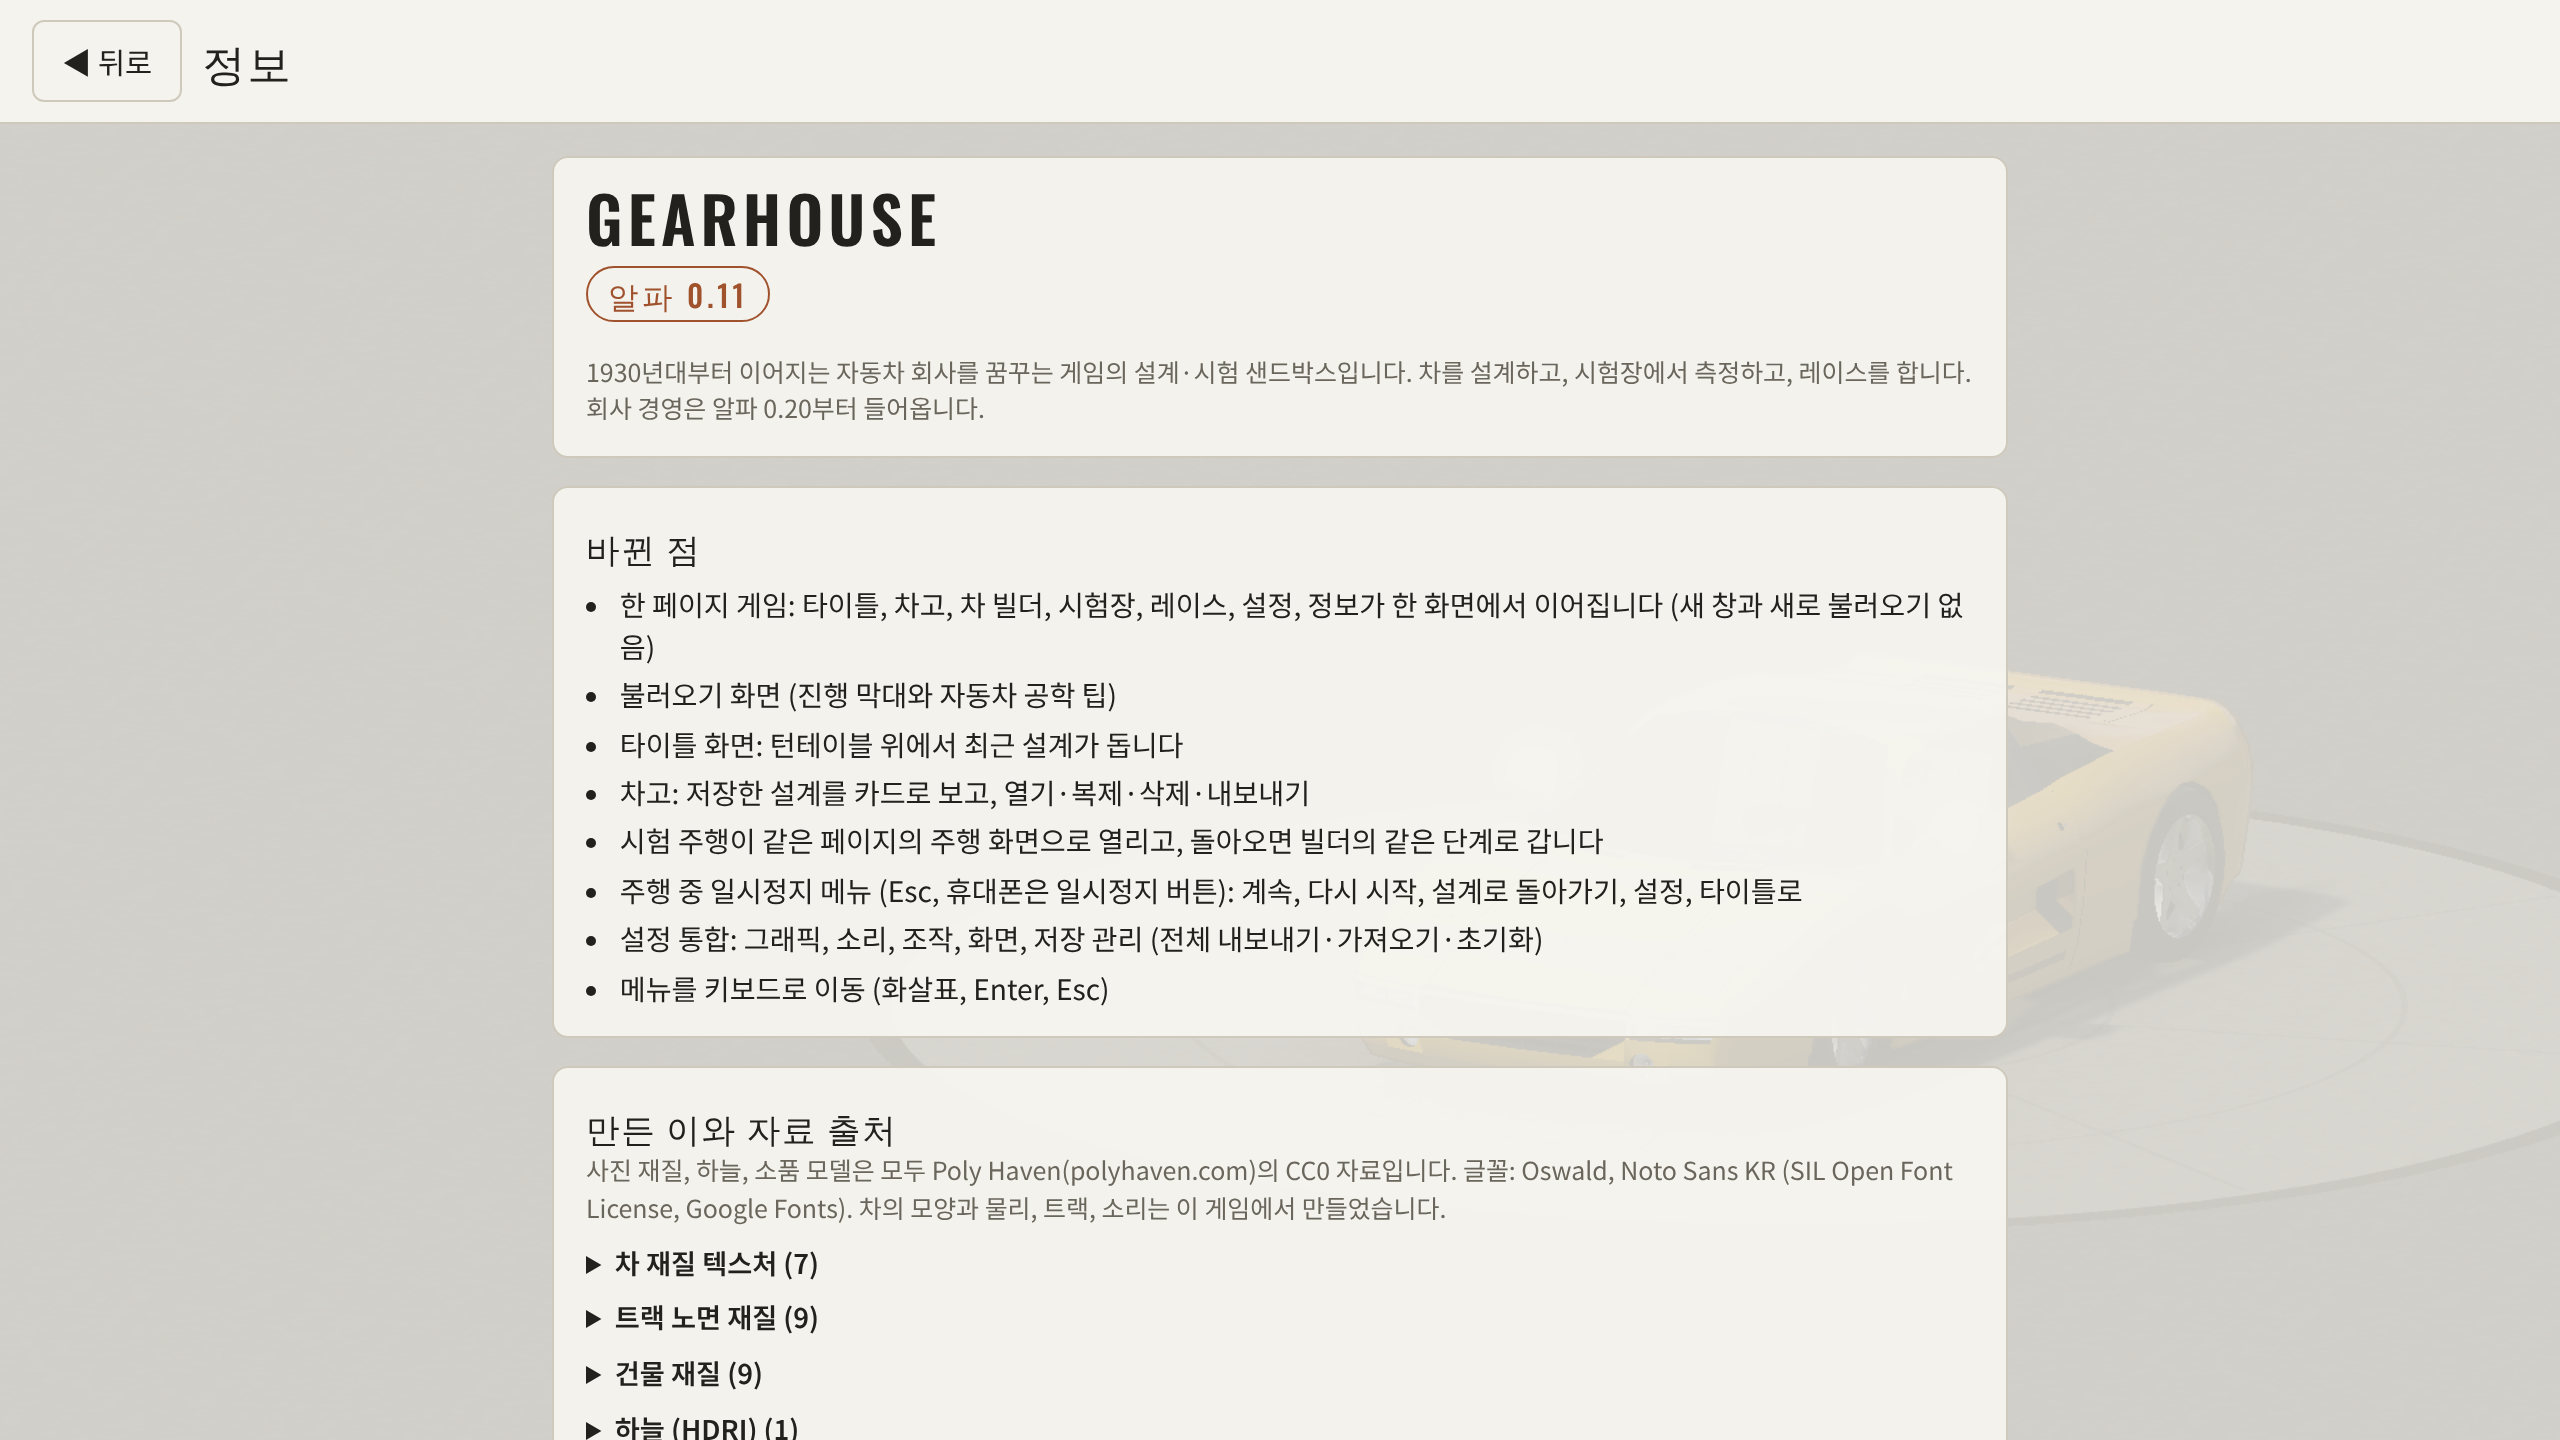 ◀ 뒤로
정보
GEARHOUSE
알파 0.11
1930년대부터 이어지는 자동차 회사를 꿈꾸는 게임의 설계·시험 샌드박스입니다. 차를 설계하고, 시험장에서 측정하고, 레이스를 합니다.
회사 경영은 알파 0.20부터 들어옵니다.
바뀐 점
• 한 페이지 게임: 타이틀, 차고, 차 빌더, 시험장, 레이스, 설정, 정보가 한 화면에서 이어집니다 (새 창과 새로 불러오기 없
음)
• 불러오기 화면 (진행 막대와 자동차 공학 팁)
• 타이틀 화면: 턴테이블 위에서 최근 설계가 돕니다
• 차고: 저장한 설계를 카드로 보고, 열기·복제·삭제·내보내기
• 시험 주행이 같은 페이지의 주행 화면으로 열리고, 돌아오면 빌더의 같은 단계로 갑니다
• 주행 중 일시정지 메뉴 (Esc, 휴대폰은 일시정지 버튼): 계속, 다시 시작, 설계로 돌아가기, 설정, 타이틀로
• 설정 통합: 그래픽, 소리, 조작, 화면, 저장 관리 (전체 내보내기·가져오기·초기화)
• 메뉴를 키보드로 이동 (화살표, Enter, Esc)
만든 이와 자료 출처
사진 재질, 하늘, 소품 모델은 모두 Poly Haven(polyhaven.com)의 CC0 자료입니다. 글꼴: Oswald, Noto Sans KR (SIL Open Font
License, Google Fonts). 차의 모양과 물리, 트랙, 소리는 이 게임에서 만들었습니다.
▶ 차 재질 텍스처 (7)
▶ 트랙 노면 재질 (9)
▶ 건물 재질 (9)
▶ 하늘 (HDRI) (1)